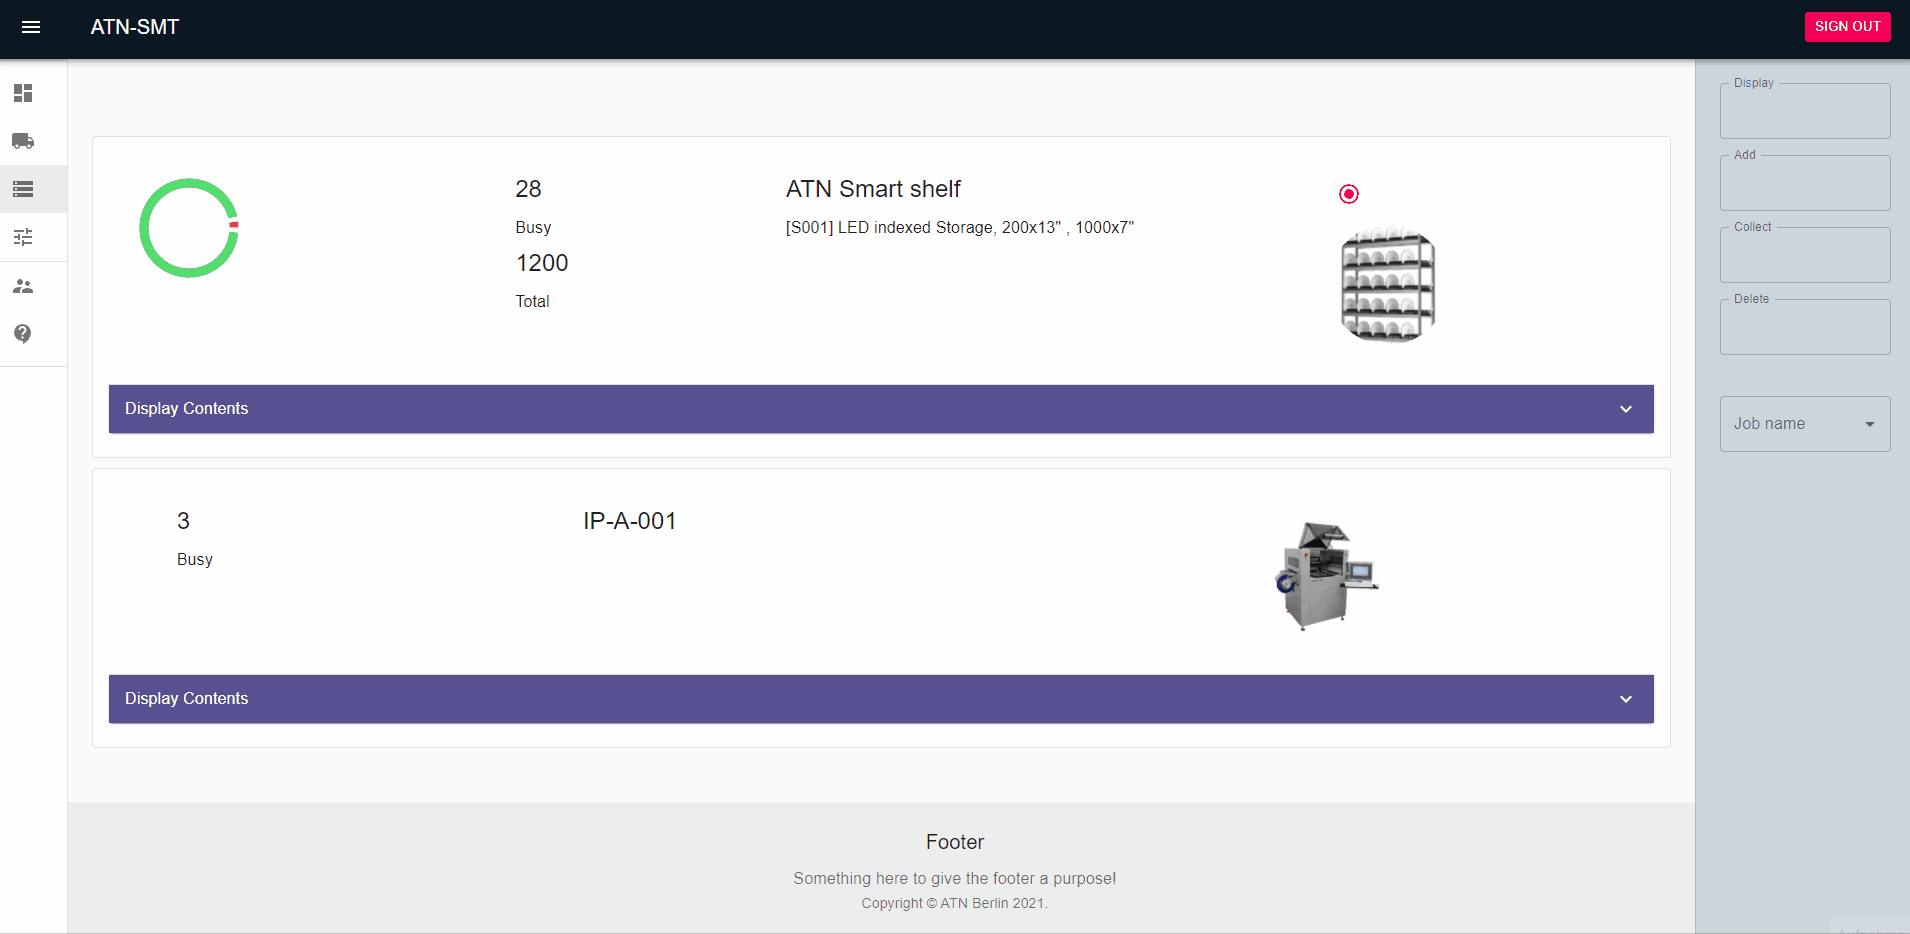 ATN-SMT
SIGN OUT
28
Busy
1200
Total
ATN Smart shelf
[S001] LED indexed Storage, 200x13" , 1000x7"
Display Contents
3
Busy
IP-A-001
Display Contents
Display
Add
Collect
Delete
Job name
Footer
Something here to give the footer a purpose!
Copyright © ATN Berlin 2021.